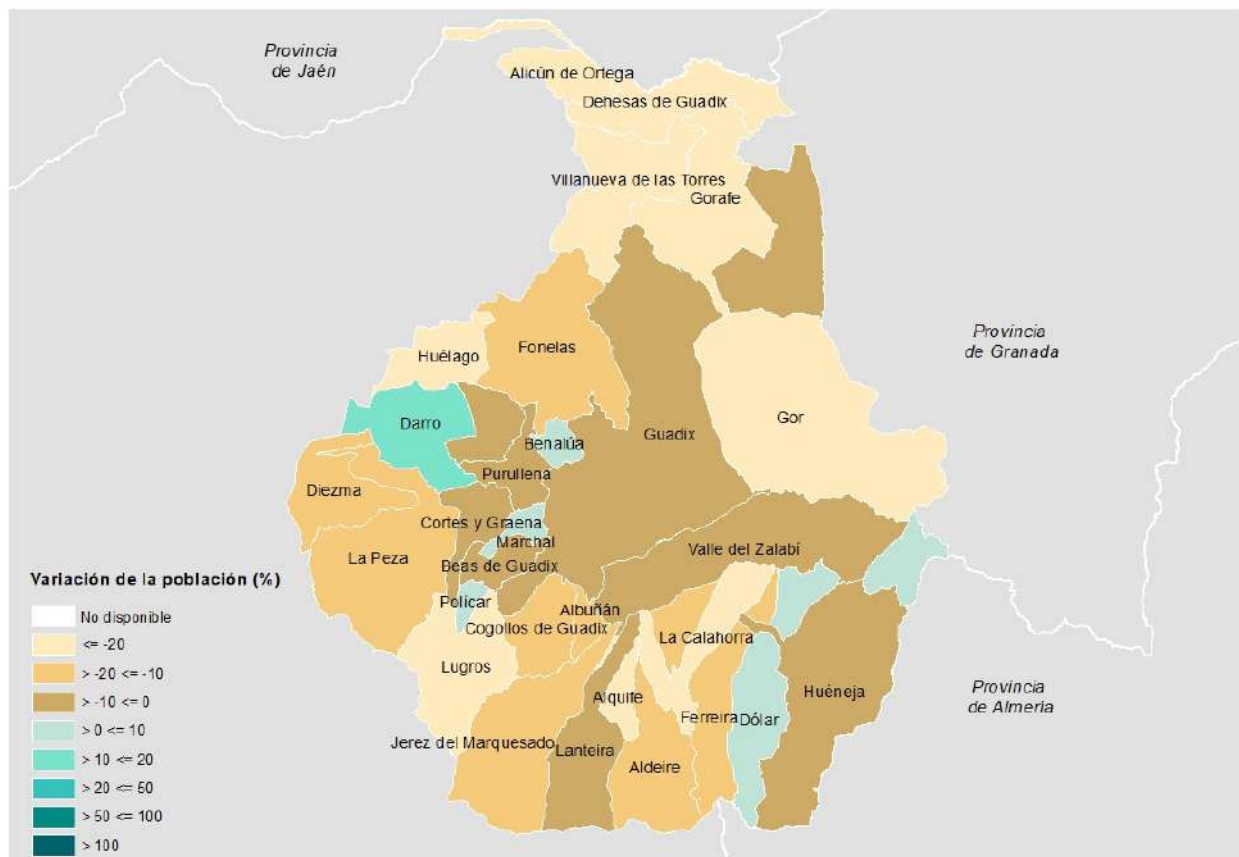 Provincia
de Jaén
Alicún de Ortega
Dehesas de Guadix
Villanueva de las Torres
Gorafe
Provincia
de Granada
Huélago
Fonelas
Gor
Darro
Benalúa
Guadix
Purullena
Diezma
Cortes y Graena
Marchal
La Peza
Valle del Zalabí
Beas de Guadix
Policar
Albuñán
Cogollos de Guadix
La Calahorra
Lugros
Huéneja
Provincia
de Almería
Alquife
Ferreira
Dólar
Jerez del Marquesado
Lanteira
Aldeire
Variación de la población (%)
No disponible
<= -20
> -20 <= -10
> -10 <= 0
> 0 <= 10
> 10 <= 20
> 20 <= 50
> 50 <= 100
> 100